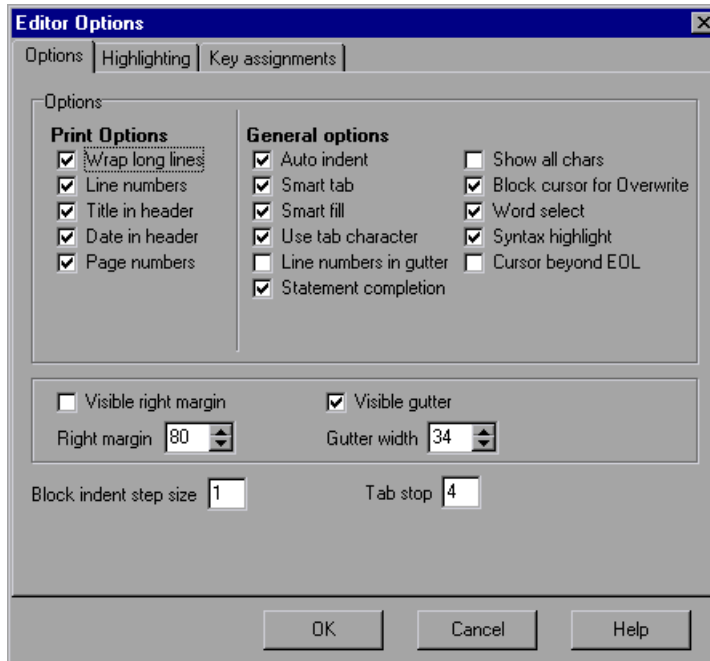 Editor Options
Options Highlighting Key assignments
Options
Print Options General options
Wrap long lines Auto indent Show all chars
Line numbers Smart tab Block cursor for Overwrite
Title in header Smart fill Word select
Date in header Use tab character Syntax highlight
Page numbers Line numbers in gutter Cursor beyond EOL
Statement completion
Visible right margin Visible gutter
Right margin 80 Gutter width 34
Block indent step size 1 Tab stop 4
OK Cancel Help